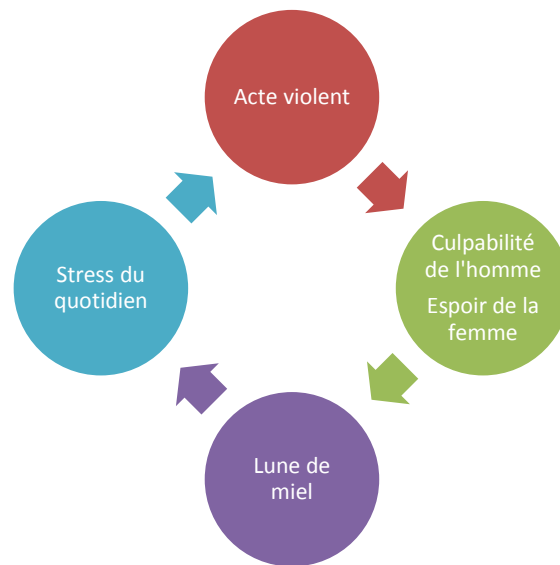 Acte violent
Culpabilité
de l'homme
Espoir de la
femme
Stress du
quotidien
Lune de
miel